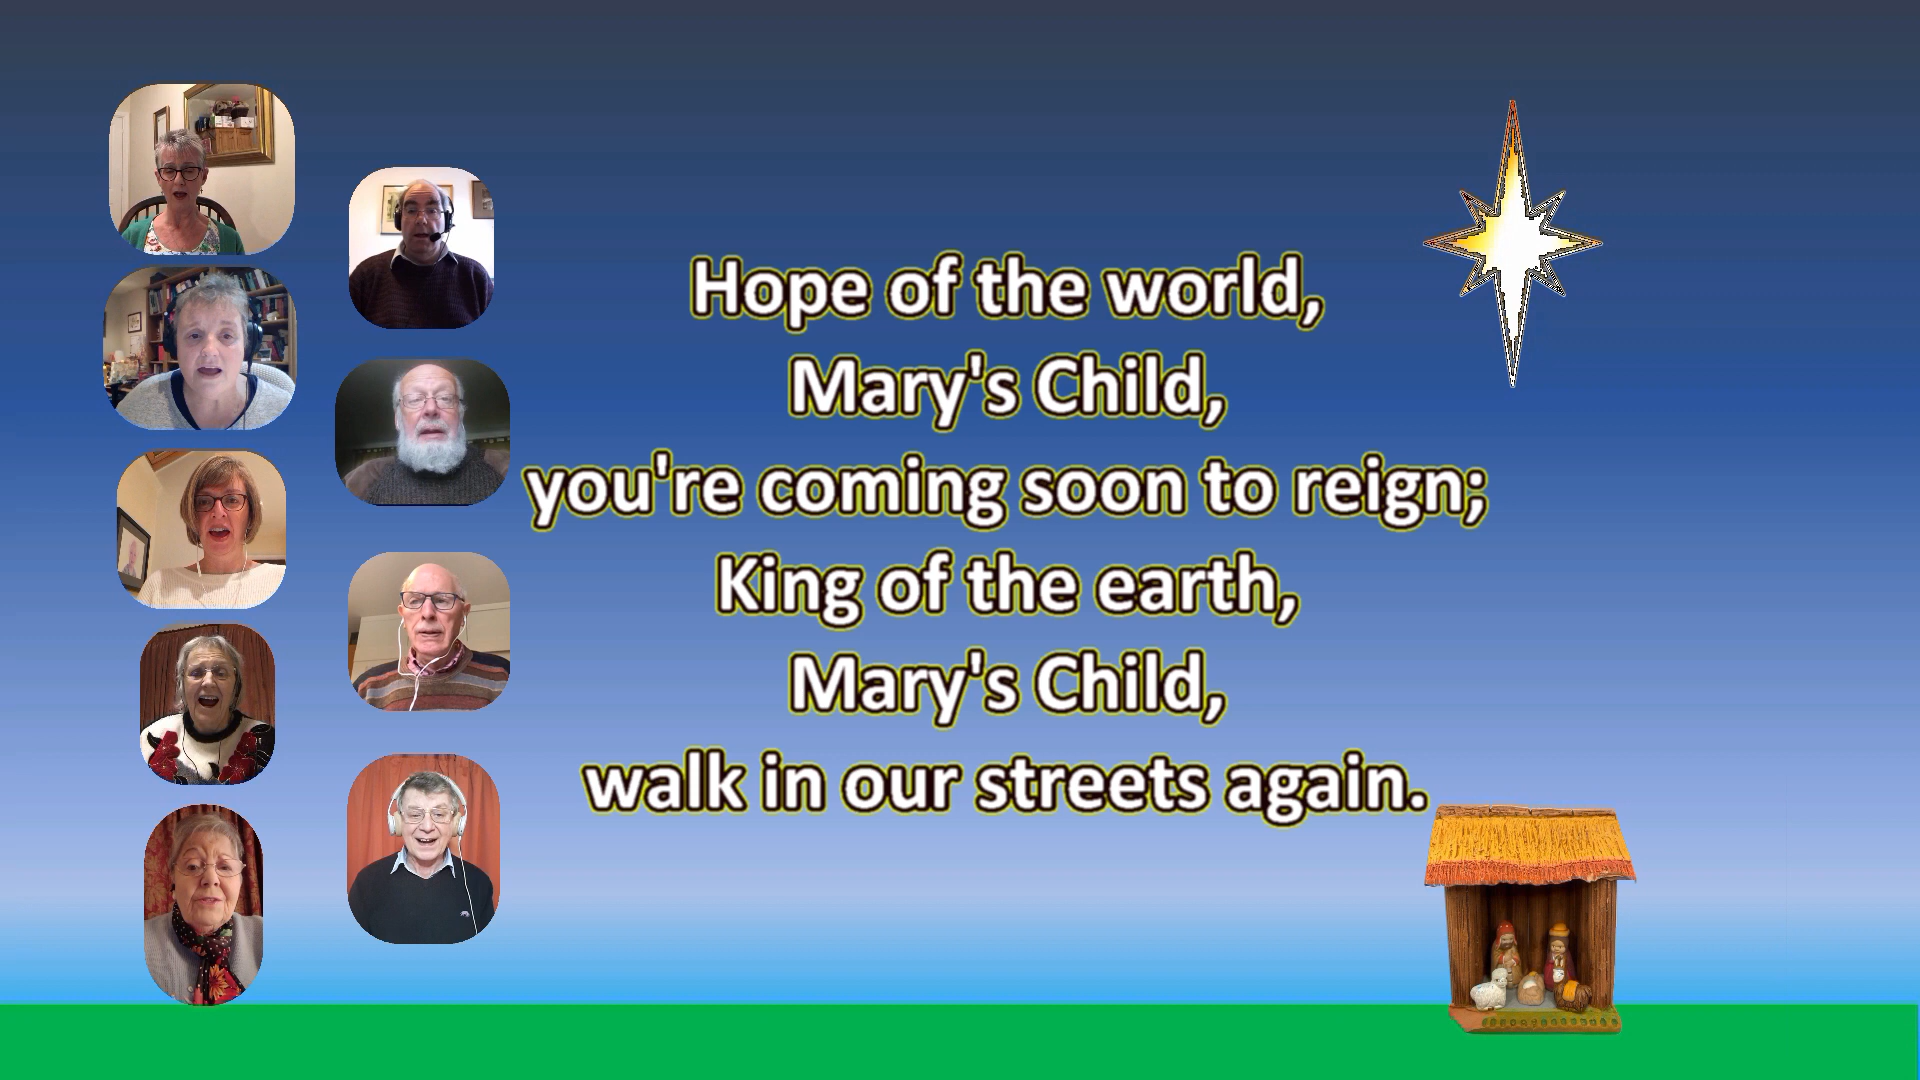 Hope of the world,
Mary's Child,
you're coming soon to reign;
King of the earth,
Mary's Child,
walk in our streets again.